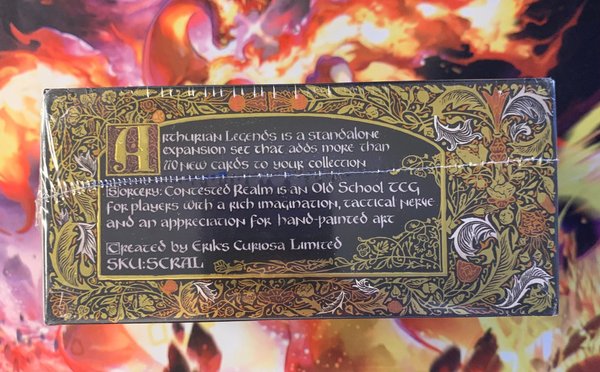 Arthurian Legends is a standalone
expansion set that adds more than
220 new cards to your collection
Sorcery: Contested Realm is an Old School TCG
for players with a rich imagination, tactical nerve
and an appreciation for hand-painted art
Created by Erik's Curiosa Limited
SKU:SCRAL